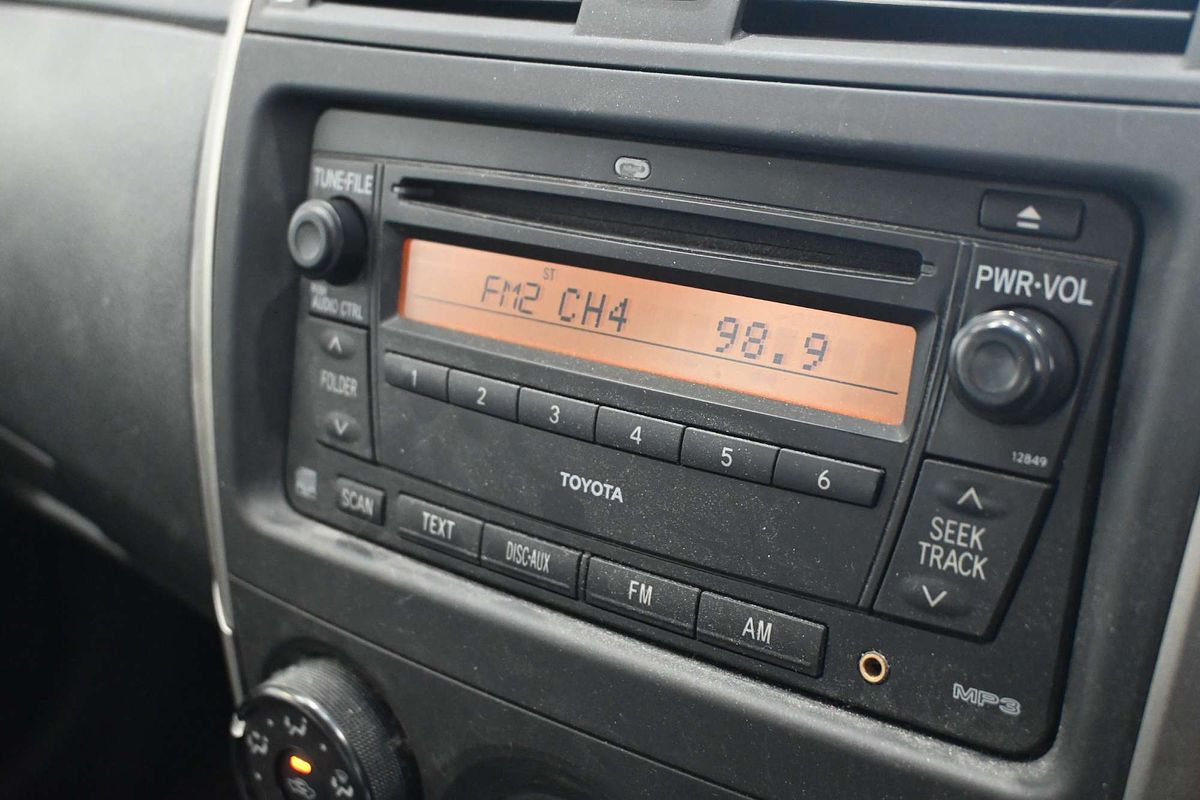 TUNE·FILE
PWR·VOL
ST
FM2 CH4 98.9
AUDIO CTRL
FOLDER
1 2 3 4 5 6
12849
TOYOTA
SCAN
TEXT
DISC·AUX
FM
AM
SEEK
TRACK
MP3